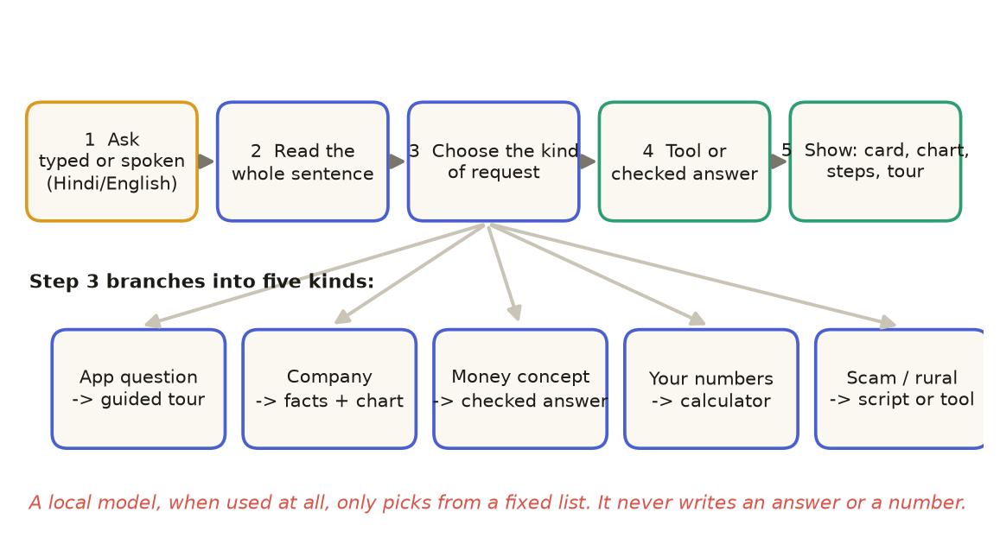 1  Ask
typed or spoken
(Hindi/English)
2  Read the
whole sentence
3  Choose the kind
of request
4  Tool or
checked answer
5  Show: card, chart,
steps, tour
Step 3 branches into five kinds:
App question
-> guided tour
Company
-> facts + chart
Money concept
-> checked answer
Your numbers
-> calculator
Scam / rural
-> script or tool
A local model, when used at all, only picks from a fixed list. It never writes an answer or a number.